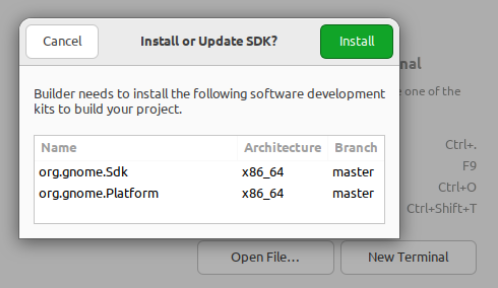 Cancel
Install or Update SDK?
Install
nal
one of the
Builder needs to install the following software development
kits to build your project.
Name Architecture Branch
org.gnome.Sdk x86_64 master
org.gnome.Platform x86_64 master
Ctrl+.
F9
Ctrl+O
Ctrl+Shift+T
Open File...
New Terminal